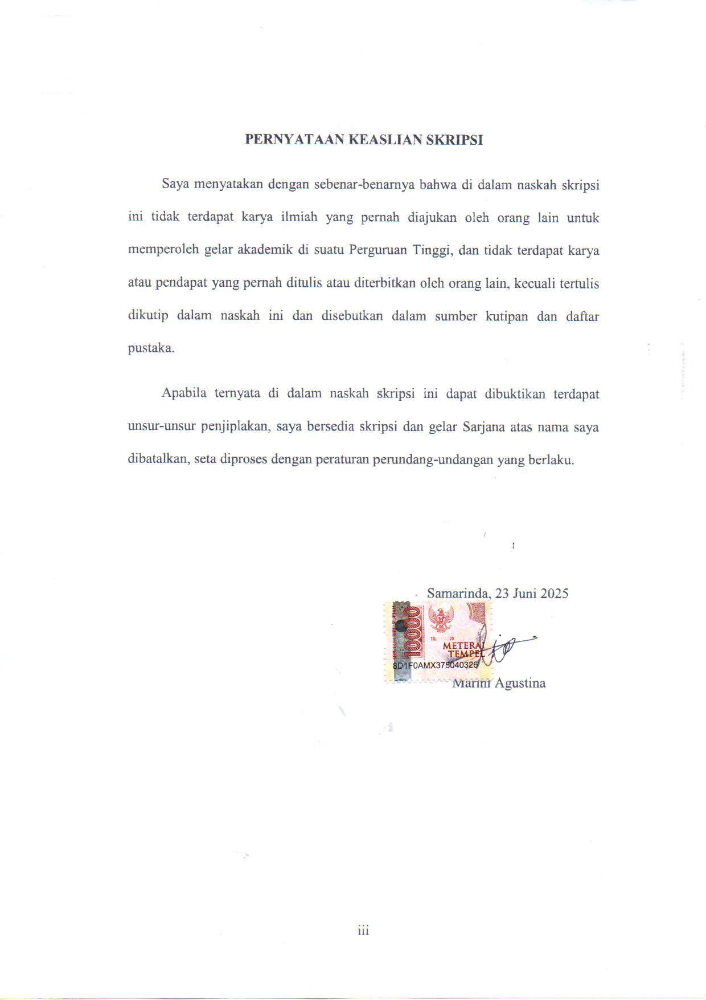 PERNYATAAN KEASLIAN SKRIPSI
Saya menyatakan dengan sebenar-benarnya bahwa di dalam naskah skripsi
ini tidak terdapat karya ilmiah yang pernah diajukan oleh orang lain untuk
memperoleh gelar akademik di suatu Perguruan Tinggi, dan tidak terdapat karya
atau pendapat yang pernah ditulis atau diterbitkan oleh orang lain, kecuali tertulis
dikutip dalam naskah ini dan disebutkan dalam sumber kutipan dan daftar
pustaka.
Apabila ternyata di dalam naskah skripsi ini dapat dibuktikan terdapat
unsur-unsur penjiplakan, saya bersedia skripsi dan gelar Sarjana atas nama saya
dibatalkan, seta diproses dengan peraturan perundang-undangan yang berlaku.
Samarinda, 23 Juni 2025
SEPULUH RIBU RUPIAH
10000
TGL 20
METERAI
TEMPEL
8D1F0AMX375040326
Marini Agustina
iii